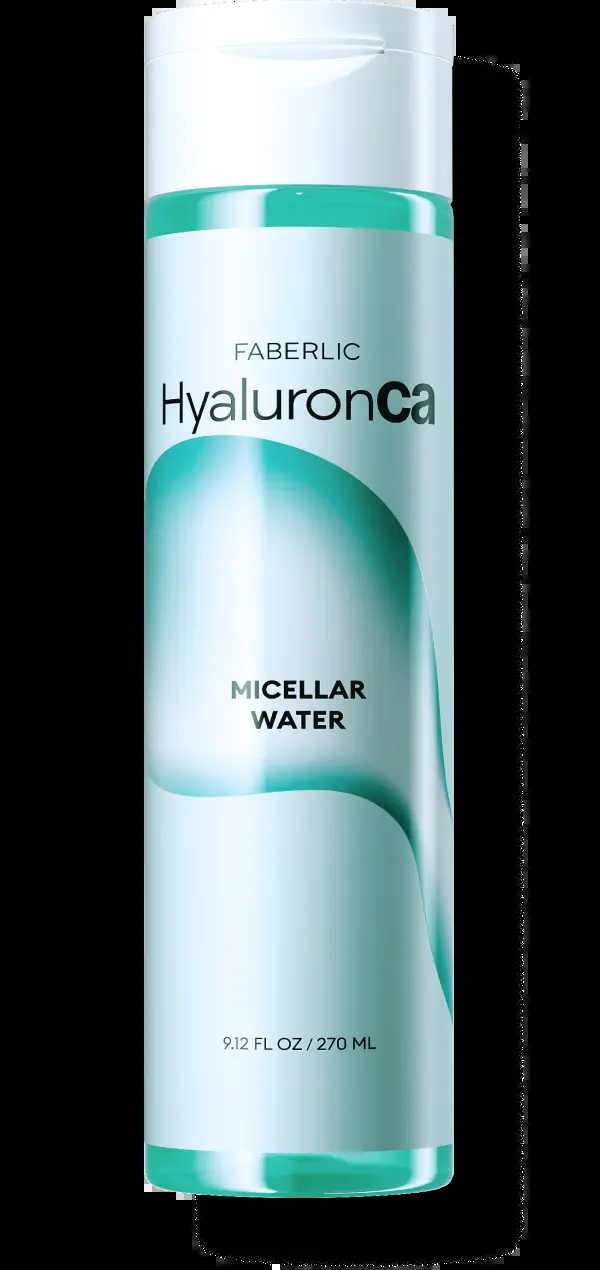 FABERLIC
HyaluronCa
MICELLAR
WATER
9.12 FL OZ / 270 ML